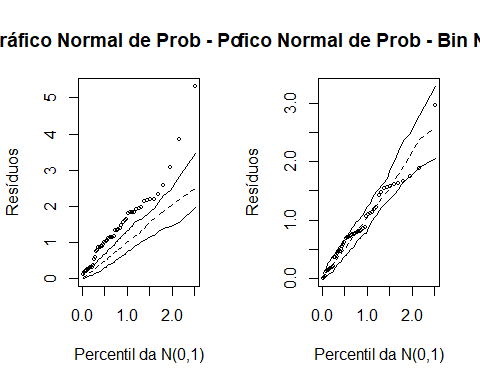 ráfico Normal de Prob - Po
fico Normal de Prob - Bin N
Resíduos
5
4
3
2
1
0
0.0 1.0 2.0
Percentil da N(0,1)
Resíduos
3.0
2.0
1.0
0.0
0.0 1.0 2.0
Percentil da N(0,1)